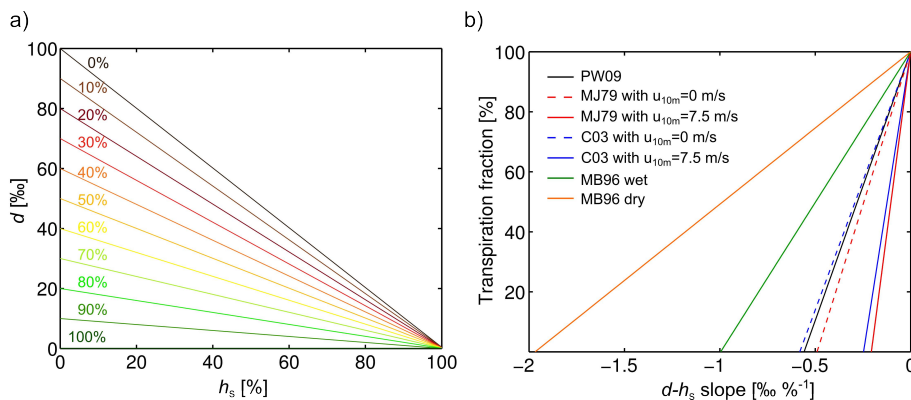 a)
100
80
60
40
20
0
d [‰]
0%
10%
20%
30%
40%
50%
60%
70%
80%
90%
100%
0 20 40 60 80 100
hₛ [%]
b)
100
80
60
40
20
Transpiration fraction [%]
PW09
MJ79 with u₁₀ₘ=0 m/s
MJ79 with u₁₀ₘ=7.5 m/s
C03 with u₁₀ₘ=0 m/s
C03 with u₁₀ₘ=7.5 m/s
MB96 wet
MB96 dry
−2 −1.5 −1 −0.5 0
d-hₛ slope [‰ %⁻¹]